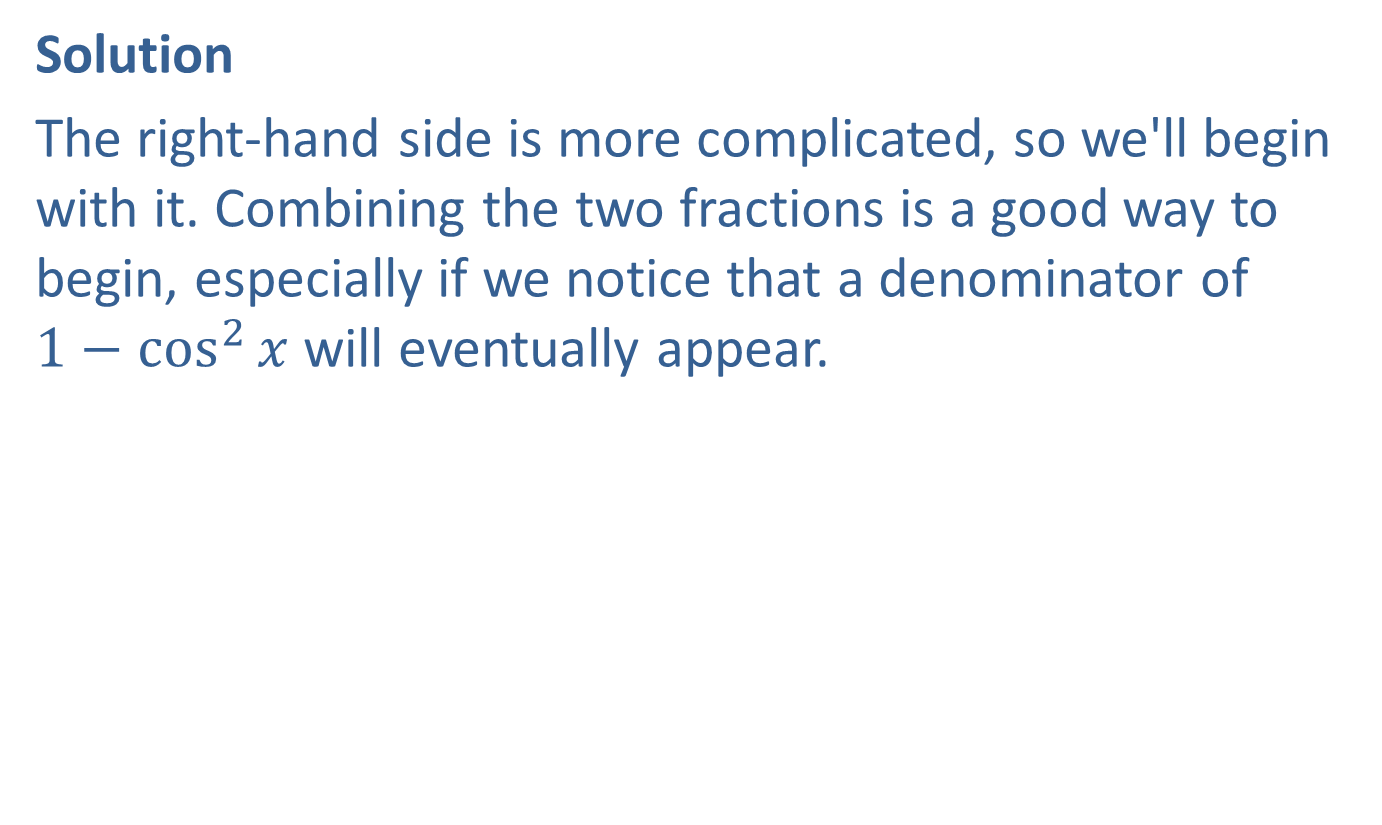 Solution
The right-hand side is more complicated, so we'll begin
with it. Combining the two fractions is a good way to
begin, especially if we notice that a denominator of
1 − cos² x will eventually appear.